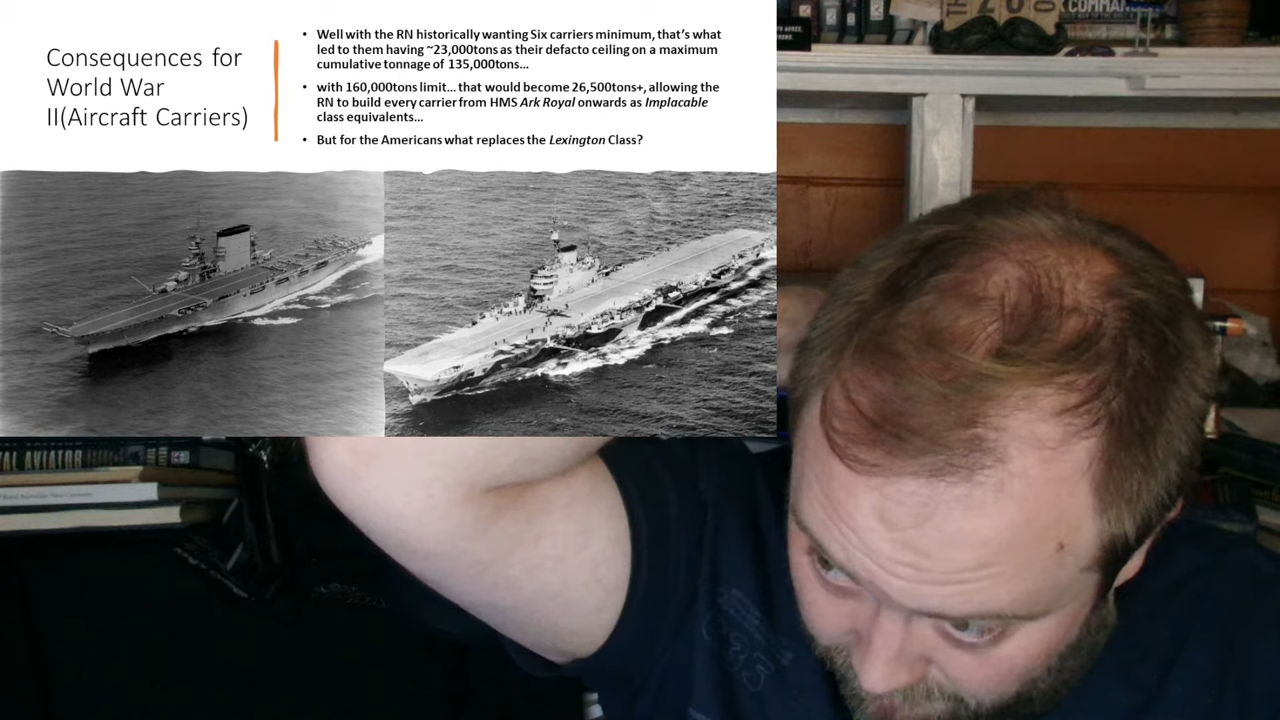 Consequences for
World War
II(Aircraft Carriers)
• Well with the RN historically wanting Six carriers minimum, that's what
led to them having ~23,000tons as their defacto ceiling on a maximum
cumulative tonnage of 135,000tons...
• with 160,000tons limit... that would become 26,500tons+, allowing the
RN to build every carrier from HMS Ark Royal onwards as Implacable
class equivalents...
• But for the Americans what replaces the Lexington Class?
COMMANDER